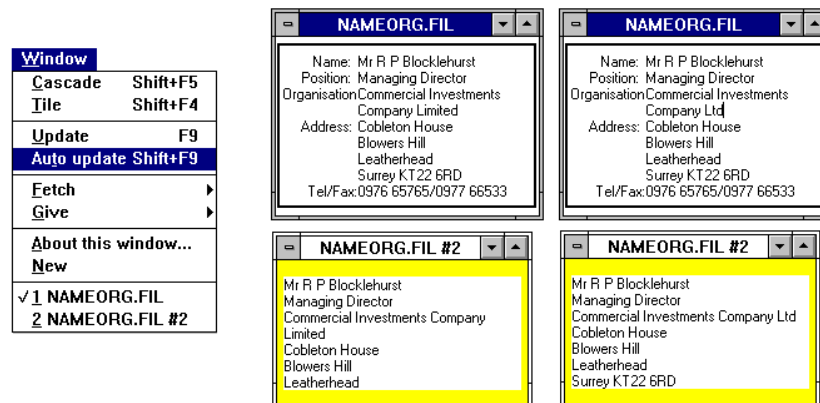 Window
Cascade Shift+F5
Tile Shift+F4
Update F9
Auto update Shift+F9
Fetch
Give
About this window...
New
√ 1 NAMEORG.FIL
2 NAMEORG.FIL #2
NAMEORG.FIL
Name: Mr R P Blocklehurst
Position: Managing Director
Organisation Commercial Investments
Company Limited
Address: Cobleton House
Blowers Hill
Leatherhead
Surrey KT22 6RD
Tel/Fax: 0976 65765/0977 66533
NAMEORG.FIL
Name: Mr R P Blocklehurst
Position: Managing Director
Organisation Commercial Investments
Company Ltd
Address: Cobleton House
Blowers Hill
Leatherhead
Surrey KT22 6RD
Tel/Fax: 0976 65765/0977 66533
NAMEORG.FIL #2
Mr R P Blocklehurst
Managing Director
Commercial Investments Company
Limited
Cobleton House
Blowers Hill
Leatherhead
NAMEORG.FIL #2
Mr R P Blocklehurst
Managing Director
Commercial Investments Company Ltd
Cobleton House
Blowers Hill
Leatherhead
Surrey KT22 6RD